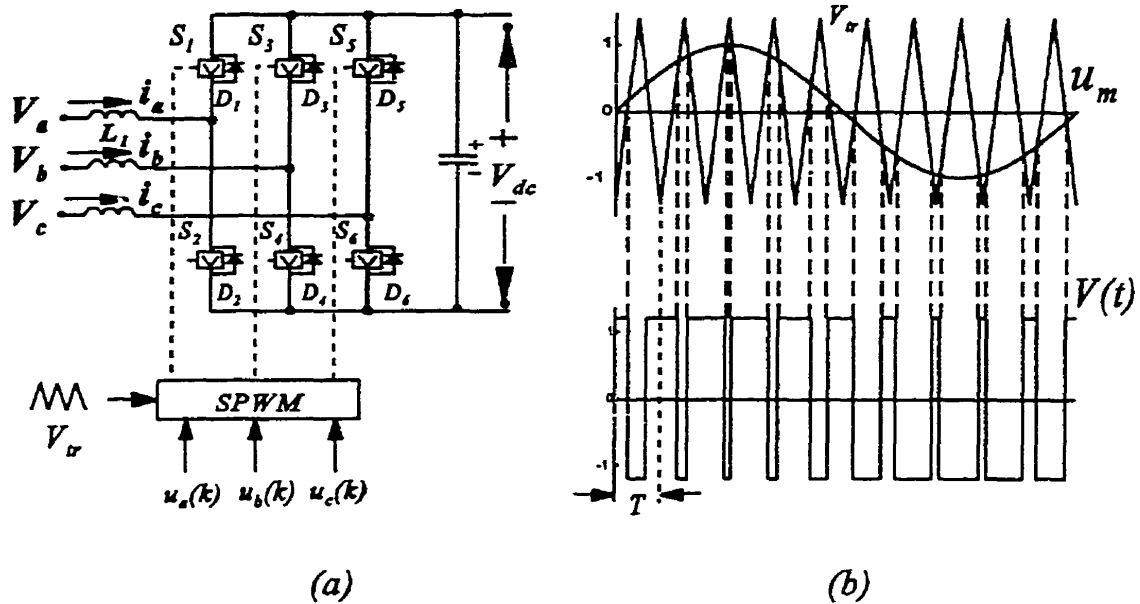 S1 S3 S5
D1 D3 D5
Va ia
L1
Vb ib
Vc ic
+
-
+
Vdc
-
S2 S4 S6
D2 D4 D6
SPWM
Vtr
ua(k) ub(k) uc(k)
(a)
Vtr
1
0
-1
um
V(t)
1
0
-1
T
(b)